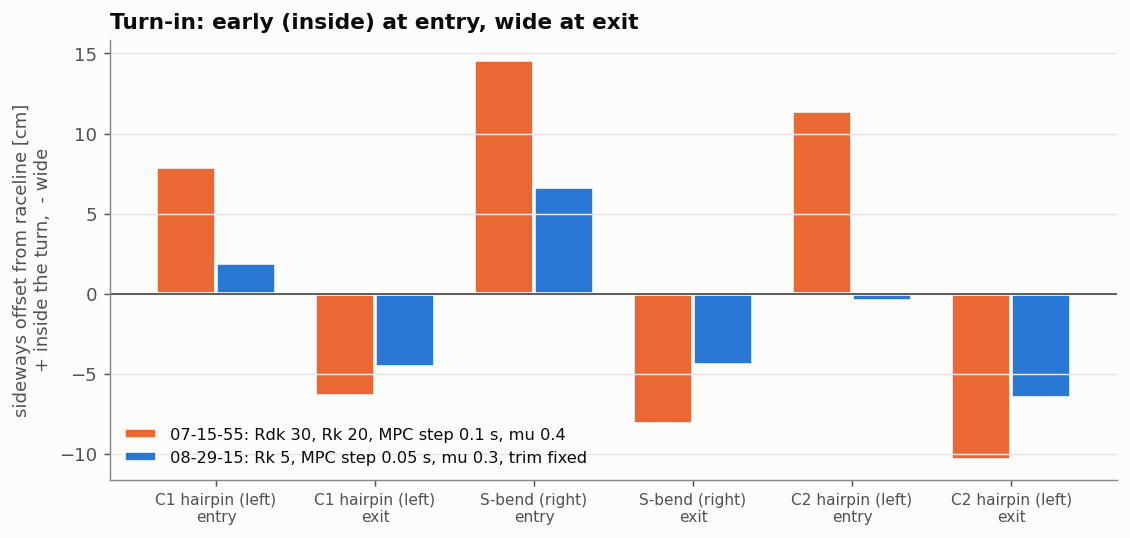 Turn-in: early (inside) at entry, wide at exit
sideways offset from raceline [cm]
+ inside the turn,  - wide
15
10
5
0
−5
−10
07-15-55: Rdk 30, Rk 20, MPC step 0.1 s, mu 0.4
08-29-15: Rk 5, MPC step 0.05 s, mu 0.3, trim fixed
C1 hairpin (left)
entry
C1 hairpin (left)
exit
S-bend (right)
entry
S-bend (right)
exit
C2 hairpin (left)
entry
C2 hairpin (left)
exit